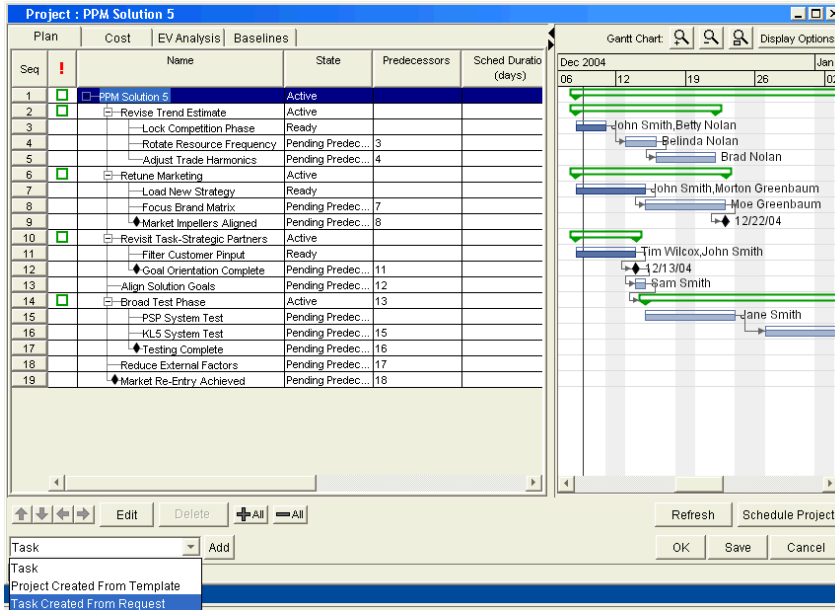 Project : PPM Solution 5
Plan Cost EV Analysis Baselines
Gantt Chart: Display Options
Seq ! Name State Predecessors Sched Duratio (days)
Dec 2004 Jan
06 12 19 26 02
1 PPM Solution 5 Active
2 Revise Trend Estimate Active
3 Lock Competition Phase Ready John Smith,Betty Nolan
4 Rotate Resource Frequency Pending Predec... 3 Belinda Nolan
5 Adjust Trade Harmonics Pending Predec... 4 Brad Nolan
6 Retune Marketing Active
7 Load New Strategy Ready John Smith,Morton Greenbaum
8 Focus Brand Matrix Pending Predec... 7 Moe Greenbaum
9 Market Impellers Aligned Pending Predec... 8 12/22/04
10 Revisit Task-Strategic Partners Active
11 Filter Customer Pinput Ready Tim Wilcox,John Smith
12 Goal Orientation Complete Pending Predec... 11 12/13/04
13 Align Solution Goals Pending Predec... 12 Sam Smith
14 Broad Test Phase Active 13
15 PSP System Test Pending Predec... Jane Smith
16 KL5 System Test Pending Predec... 15
17 Testing Complete Pending Predec... 16
18 Reduce External Factors Pending Predec... 17
19 Market Re-Entry Achieved Pending Predec... 18
Edit Delete All All Refresh Schedule Project
Task Add OK Save Cancel
Task
Project Created From Template
Task Created From Request